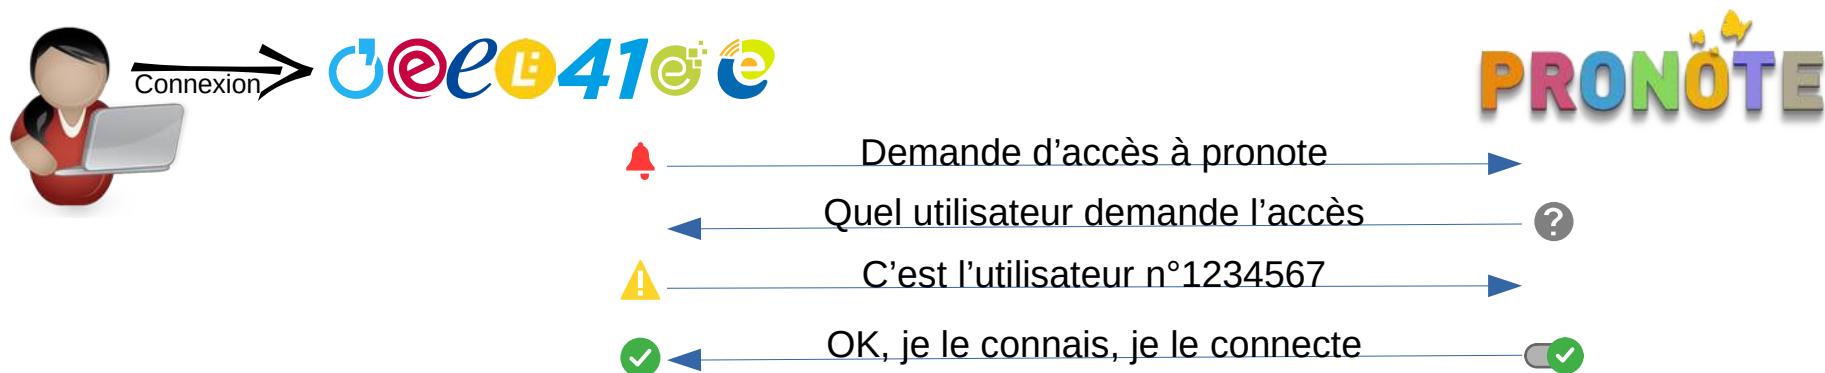 Connexion
41
PRONOTE
Demande d’accès à pronote
Quel utilisateur demande l’accès
C’est l’utilisateur n°1234567
OK, je le connais, je le connecte